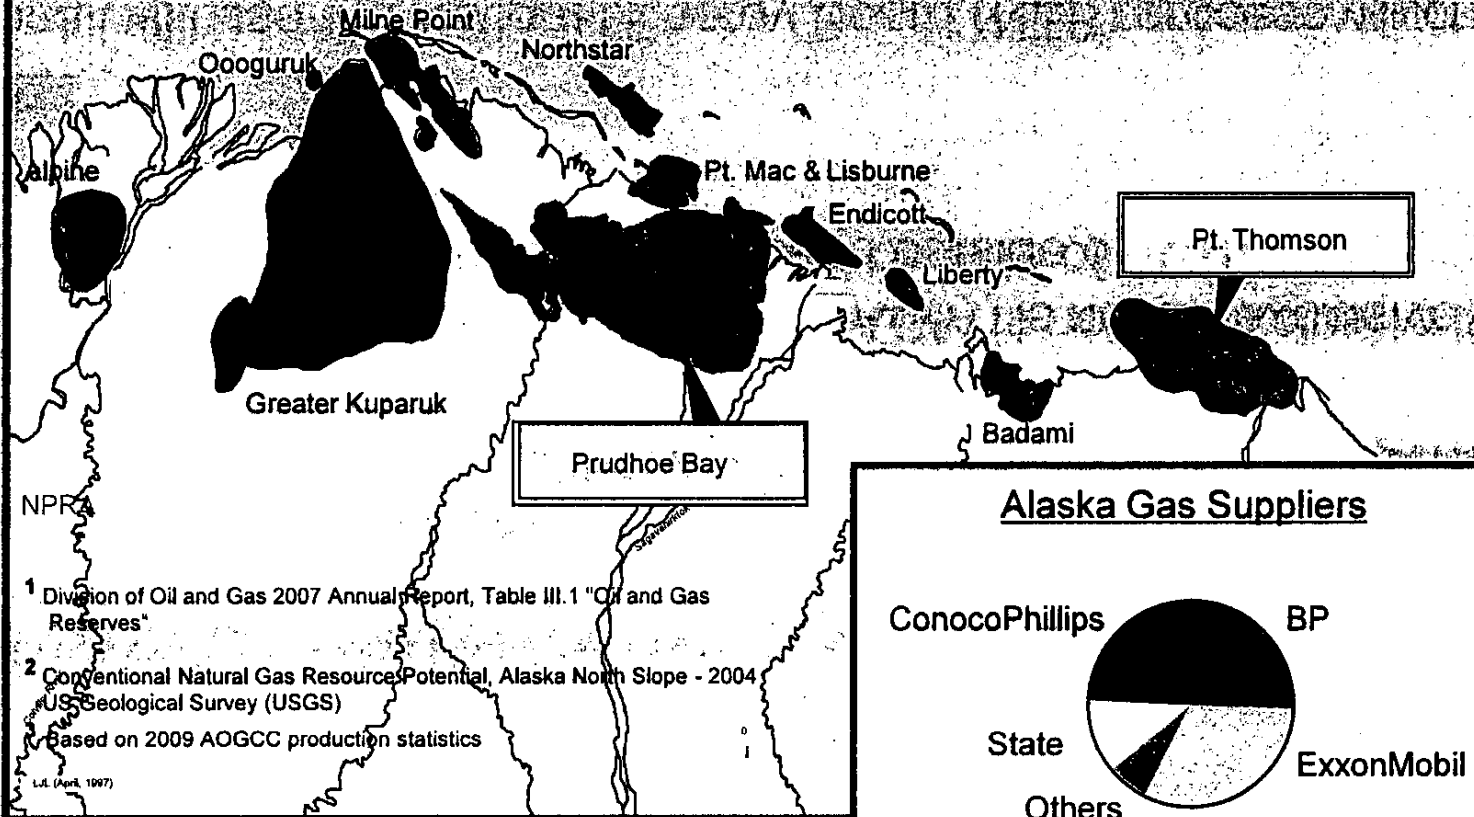 Milne Point
Northstar
Oooguruk
alpine
Pt. Mac & Lisburne
Endicott
Pt. Thomson
Liberty
Greater Kuparuk
Badami
Prudhoe Bay
NPRA
Alaska Gas Suppliers
ConocoPhillips
BP
State
ExxonMobil
Others
1 Division of Oil and Gas 2007 Annual Report, Table III.1 "Oil and Gas
Reserves"
2 Conventional Natural Gas Resource Potential, Alaska North Slope - 2004
US Geological Survey (USGS)
Based on 2009 AOGCC production statistics
(April, 1997)